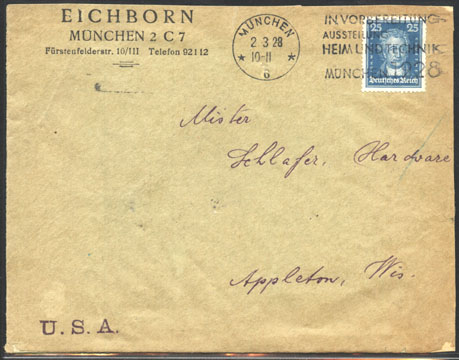 EICHBORN
MÜNCHEN 2 C 7
Fürstenfelderstr. 10/III Telefon 92112
MÜNCHEN
2 3 28
10-11
6
IN VORBEREITUNG
AUSSTELLUNG
HEIM UND TECHNIK
MÜNCHEN 1928
25 25
Deutsches Reich
Mister
Schlafer, Hardware
Appleton, Wis.
U.S.A.